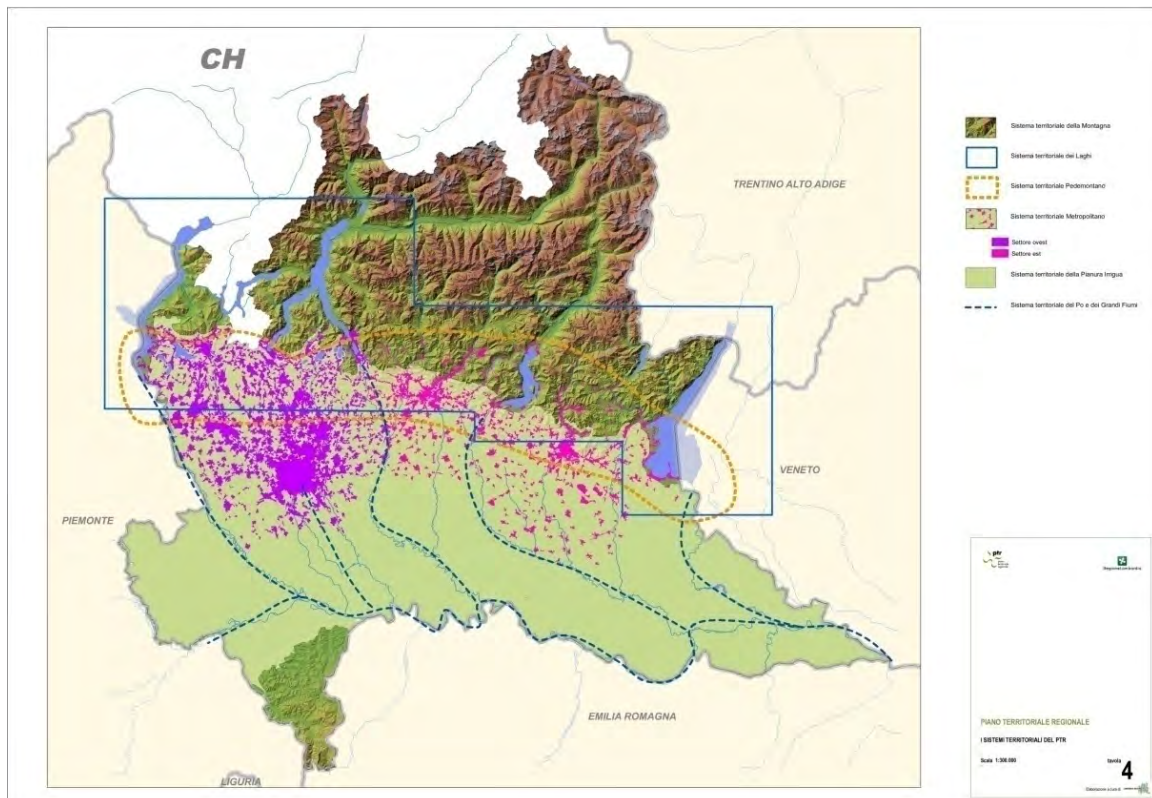 CH
TRENTINO ALTO ADIGE
VENETO
PIEMONTE
EMILIA ROMAGNA
LIGURIA
Sistema territoriale della Montagna
Sistema territoriale dei Laghi
Sistema territoriale Pedemontano
Sistema territoriale Metropolitano
Settore ovest
Settore est
Sistema territoriale della Pianura Irrigua
Sistema territoriale del Po e dei Grandi Fiumi
ptr
RegioneLombardia
PIANO TERRITORIALE REGIONALE
I SISTEMI TERRITORIALI DEL PTR
Scala 1:300.000
tavola
4